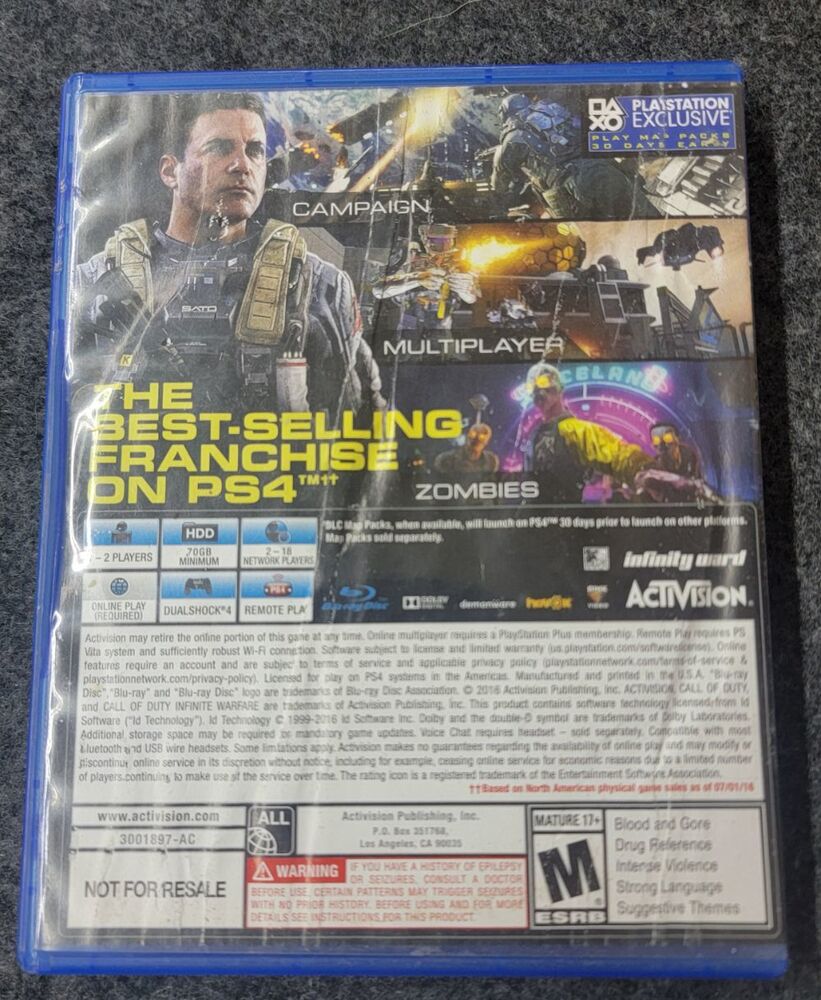 PLAYSTATION
EXCLUSIVE
PLAY MAP PACKS
30 DAYS EARLY
CAMPAIGN
SATO
MULTIPLAYER
SPACELAND
THE
BEST-SELLING
FRANCHISE
ON PS4™††
ZOMBIES
*DLC Map Packs, when available, will launch on PS4™ 30 days prior to launch on other platforms.
Map Packs sold separately.
1 – 2 PLAYERS
HDD
70GB
MINIMUM
2 – 18
NETWORK PLAYERS
infinity ward
ONLINE PLAY
(REQUIRED)
DUALSHOCK®4
PS4
REMOTE PLA
Blu-ray Disc
DOLBY
DIGITAL
demonware
havok
BINK
VIDEO
ACTIVISION®
Activision may retire the online portion of this game at any time. Online multiplayer requires a PlayStation Plus membership. Remote Play requires PS
Vita system and sufficiently robust Wi-Fi connection. Software subject to license and limited warranty (us.playstation.com/softwarelicense). Online
features require an account and are subject to terms of service and applicable privacy policy (playstationnetwork.com/terms-of-service &
playstationnetwork.com/privacy-policy). Licensed for play on PS4 systems in the Americas. Manufactured and printed in the U.S.A. "Blu-ray
Disc", "Blu-ray" and "Blu-ray Disc" logo are trademarks of Blu-ray Disc Association. © 2016 Activision Publishing, Inc. ACTIVISION, CALL OF DUTY,
and CALL OF DUTY INFINITE WARFARE are trademarks of Activision Publishing, Inc. This product contains software technology licensed from Id
Software ("Id Technology"). Id Technology © 1999-2016 Id Software Inc. Dolby and the double-D symbol are trademarks of Dolby Laboratories.
Additional storage space may be required for mandatory game updates. Voice Chat requires headset – sold separately. Compatible with most
Bluetooth and USB wire headsets. Some limitations apply. Activision makes no guarantees regarding the availability of online play and may modify or
discontinue online service in its discretion without notice, including for example, ceasing online service for economic reasons due to a limited number
of players continuing to make use of the service over time. The rating icon is a registered trademark of the Entertainment Software Association.
††Based on North American physical game sales as of 07/01/16
www.activision.com
3001897-AC
NOT FOR RESALE
ALL
Activision Publishing, Inc.
P.O. Box 351768,
Los Angeles, CA 90035
WARNING
IF YOU HAVE A HISTORY OF EPILEPSY
OR SEIZURES, CONSULT A DOCTOR
BEFORE USE. CERTAIN PATTERNS MAY TRIGGER SEIZURES
WITH NO PRIOR HISTORY. BEFORE USING AND FOR MORE
DETAILS SEE INSTRUCTIONS FOR THIS PRODUCT.
MATURE 17+
M
®
ESRB
Blood and Gore
Drug Reference
Intense Violence
Strong Language
Suggestive Themes